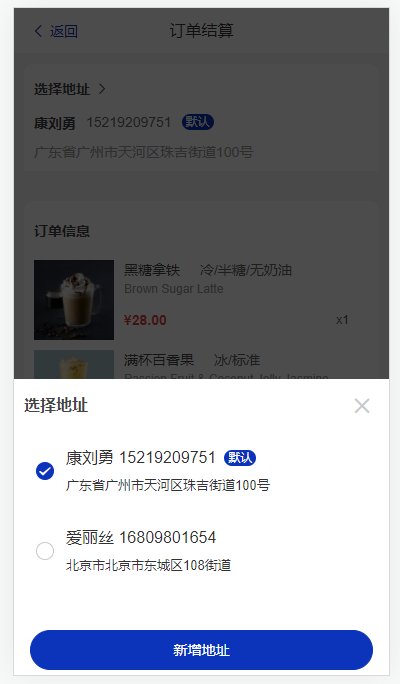 返回
订单结算
选择地址
康刘勇 15219209751 默认
广东省广州市天河区珠吉街道100号
订单信息
黑糖拿铁 冷/半糖/无奶油
Brown Sugar Latte
¥28.00 x1
满杯百香果 冰/标准
Passion Fruit & Coconut Jelly Jasmine
选择地址
康刘勇 15219209751 默认
广东省广州市天河区珠吉街道100号
爱丽丝 16809801654
北京市北京市东城区108街道
新增地址